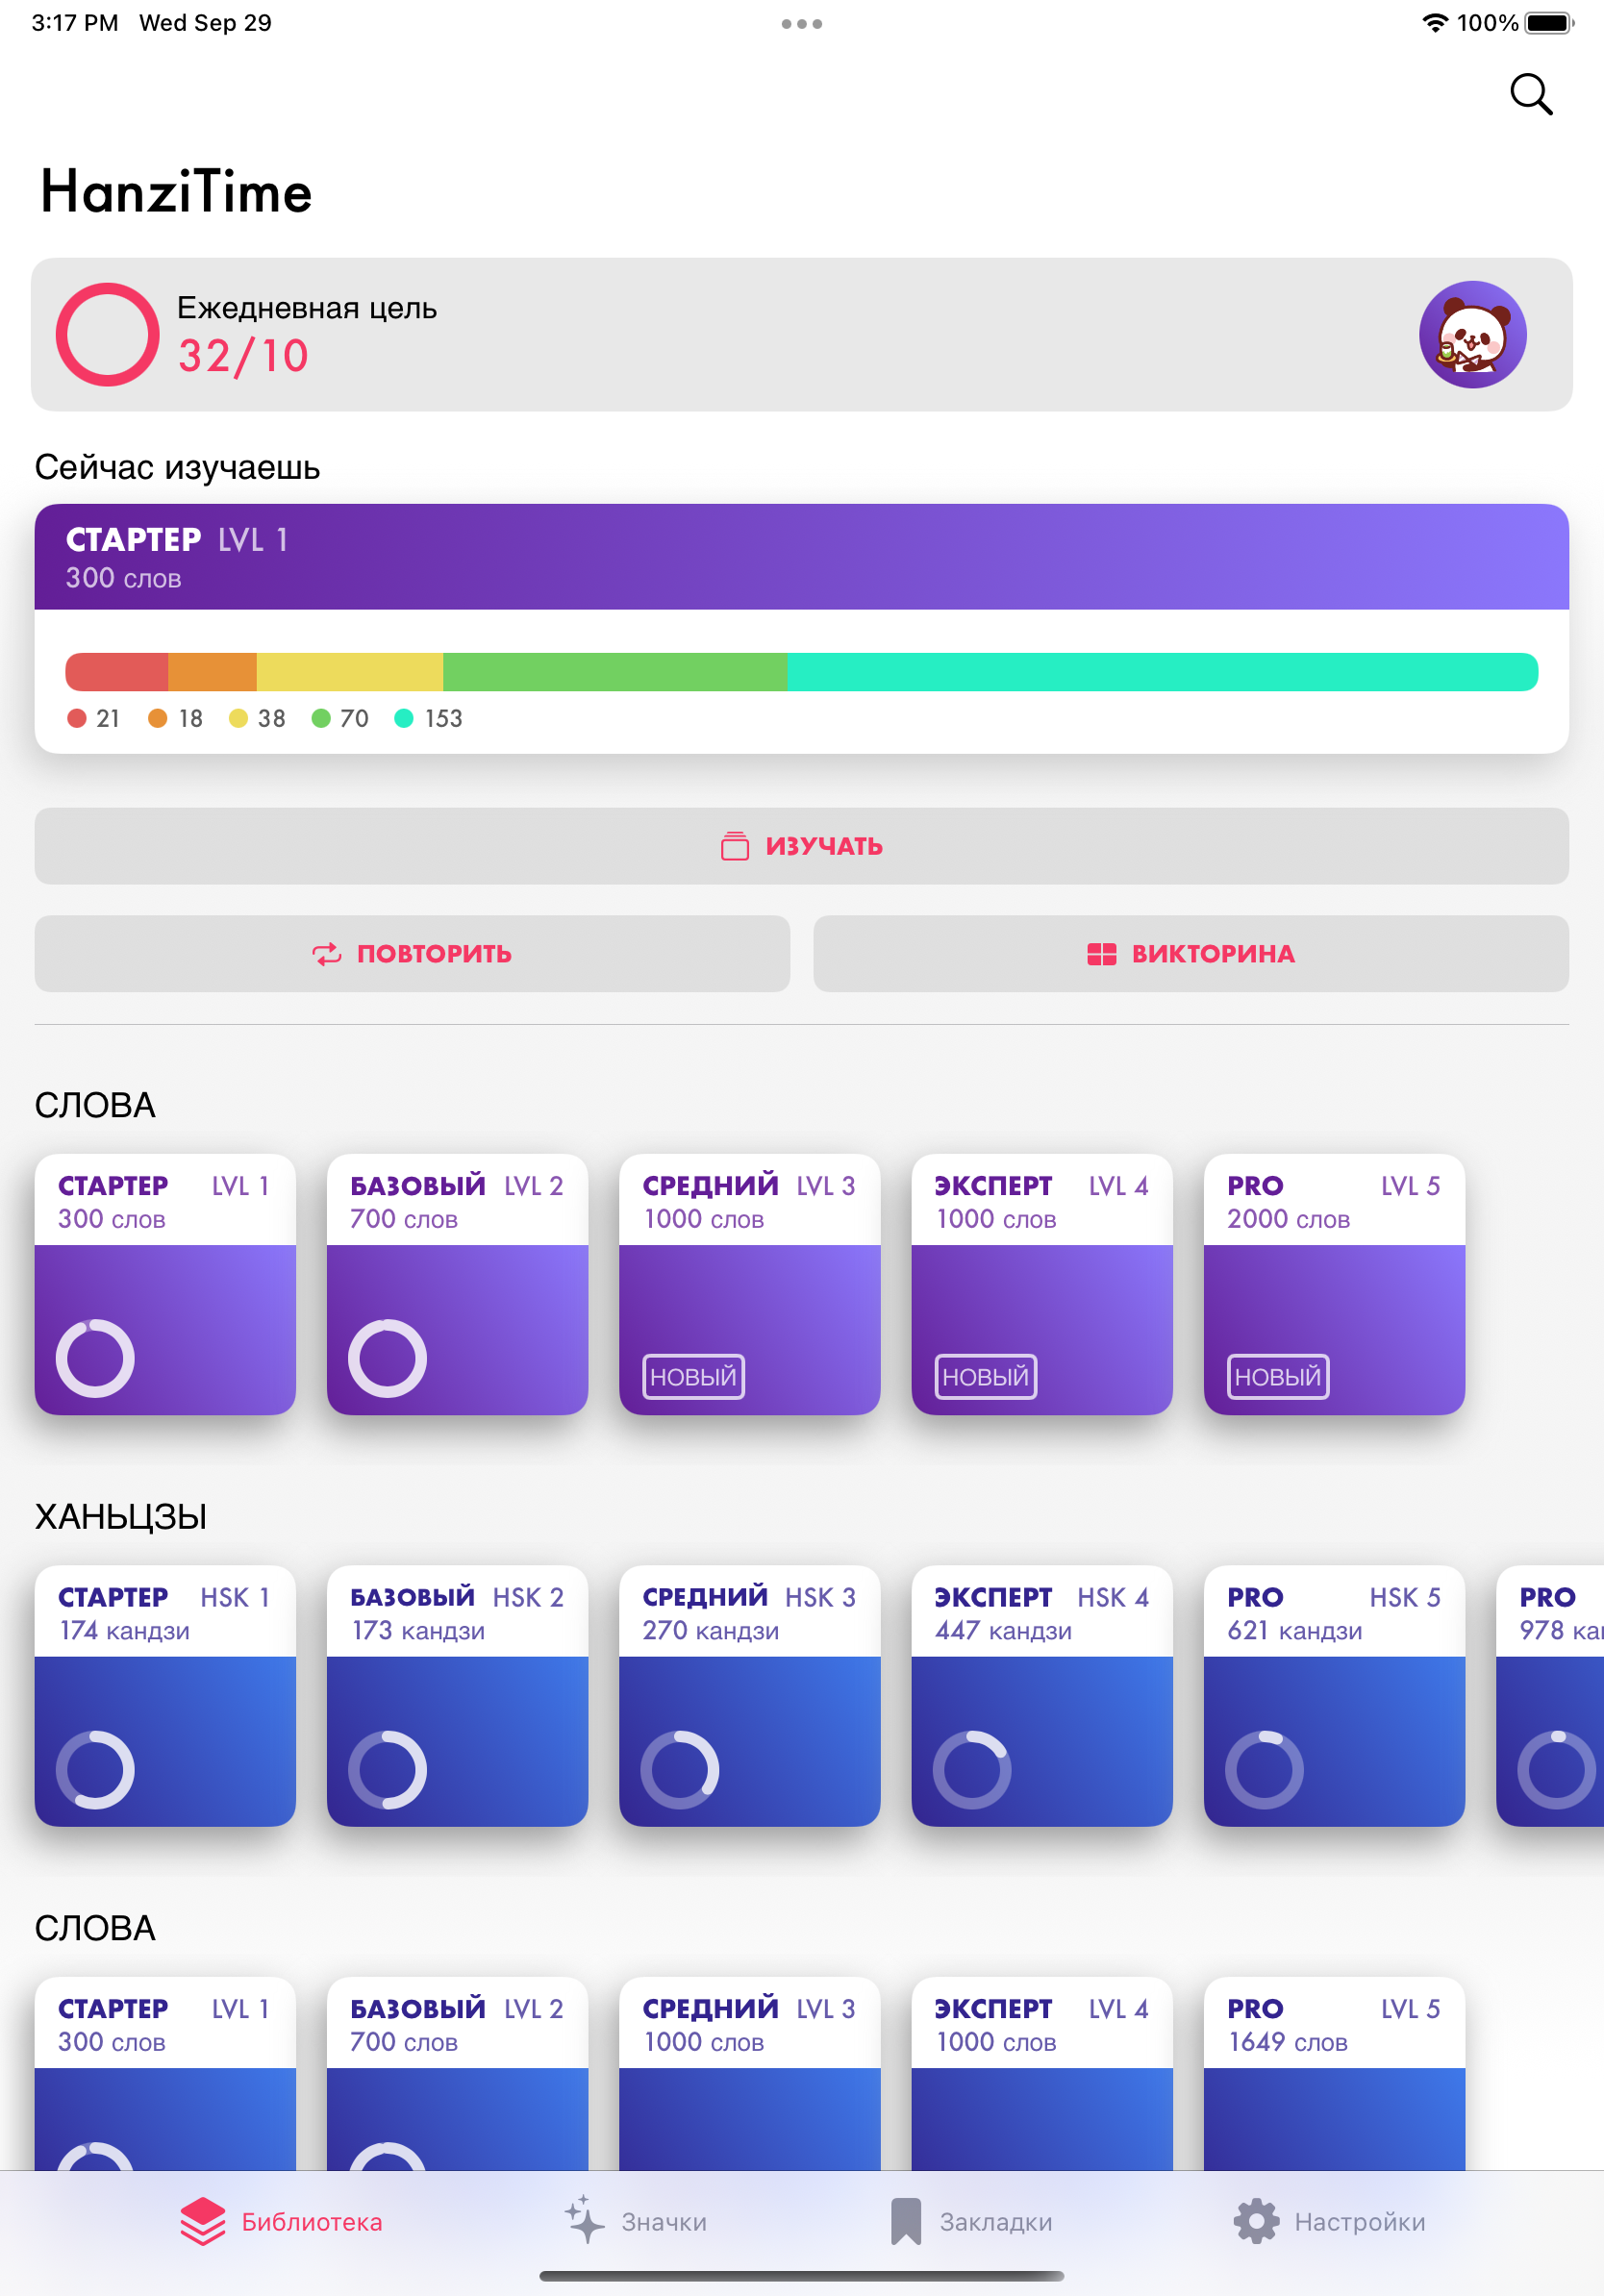 3:17 PM Wed Sep 29
100%
HanziTime
Ежедневная цель
32/10
Сейчас изучаешь
СТАРТЕР LVL 1
300 слов
21 18 38 70 153
ИЗУЧАТЬ
ПОВТОРИТЬ
ВИКТОРИНА
СЛОВА
СТАРТЕР LVL 1
300 слов
БАЗОВЫЙ LVL 2
700 слов
СРЕДНИЙ LVL 3
1000 слов
НОВЫЙ
ЭКСПЕРТ LVL 4
1000 слов
НОВЫЙ
PRO LVL 5
2000 слов
НОВЫЙ
ХАНЬЦЗЫ
СТАРТЕР HSK 1
174 кандзи
БАЗОВЫЙ HSK 2
173 кандзи
СРЕДНИЙ HSK 3
270 кандзи
ЭКСПЕРТ HSK 4
447 кандзи
PRO HSK 5
621 кандзи
PRO
978
СЛОВА
СТАРТЕР LVL 1
300 слов
БАЗОВЫЙ LVL 2
700 слов
СРЕДНИЙ LVL 3
1000 слов
ЭКСПЕРТ LVL 4
1000 слов
PRO LVL 5
1649 слов
Библиотека
Значки
Закладки
Настройки